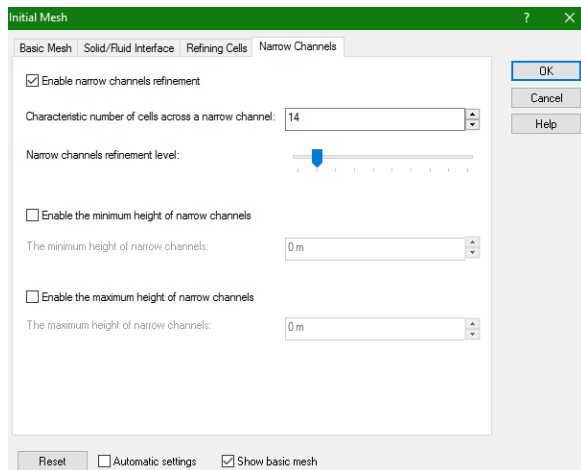 Initial Mesh ? X
Basic Mesh Solid/Fluid Interface Refining Cells Narrow Channels
Enable narrow channels refinement
OK
Cancel
Characteristic number of cells across a narrow channel: 14
Help
Narrow channels refinement level:
Enable the minimum height of narrow channels
The minimum height of narrow channels: 0 m
Enable the maximum height of narrow channels
The maximum height of narrow channels: 0 m
Reset Automatic settings Show basic mesh